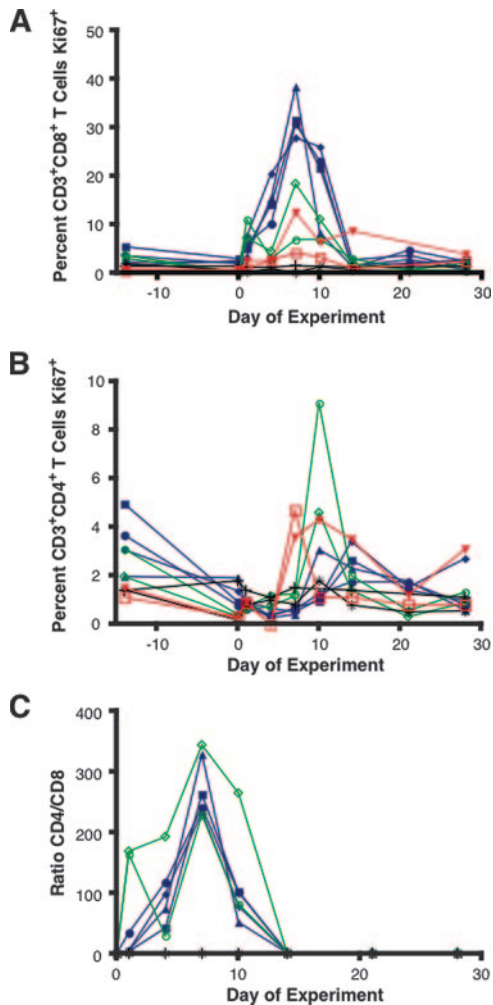 A
Percent CD3+CD8+ T Cells Ki67+
50
40
30
20
10
0
-10 0 10 20 30
Day of Experiment
B
Percent CD3+CD4+ T Cells Ki67+
10
8
6
4
2
0
-10 0 10 20 30
Day of Experiment
C
Ratio CD4/CD8
400
300
200
100
0
0 10 20 30
Day of Experiment